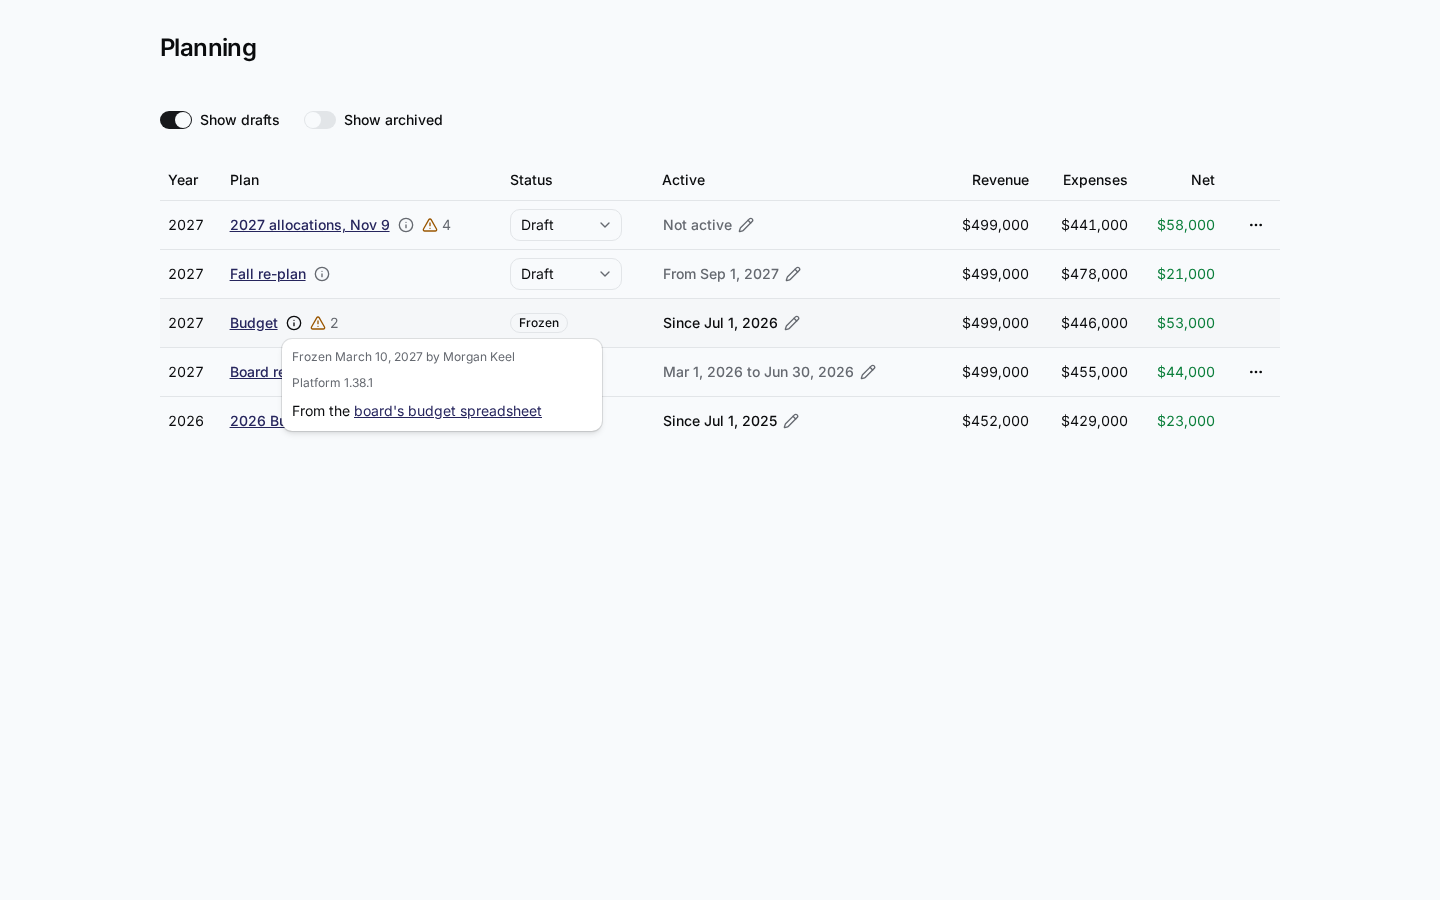 Planning
Show drafts Show archived
Year Plan Status Active Revenue Expenses Net
2027 2027 allocations, Nov 9 4 Draft Not active $499,000 $441,000 $58,000
2027 Fall re-plan Draft From Sep 1, 2027 $499,000 $478,000 $21,000
2027 Budget 2 Frozen Since Jul 1, 2026 $499,000 $446,000 $53,000
Frozen March 10, 2027 by Morgan Keel
Platform 1.38.1
From the board's budget spreadsheet
2027 Board Mar 1, 2026 to Jun 30, 2026 $499,000 $455,000 $44,000
2026 2026 Since Jul 1, 2025 $452,000 $429,000 $23,000